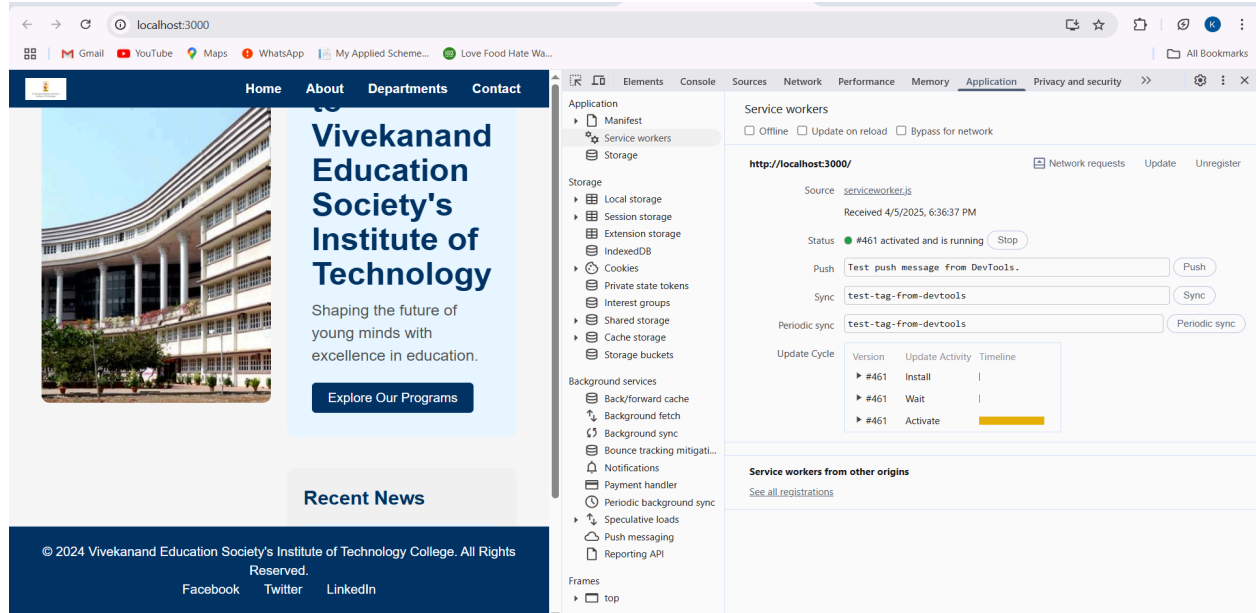 localhost:3000
K
Gmail YouTube Maps WhatsApp My Applied Scheme... Love Food Hate Wa... All Bookmarks
Home About Departments Contact
to
Vivekanand
Education
Society's
Institute of
Technology
Shaping the future of
young minds with
excellence in education.
Explore Our Programs
Recent News
© 2024 Vivekanand Education Society's Institute of Technology College. All Rights
Reserved.
Facebook Twitter LinkedIn
Elements Console Sources Network Performance Memory Application Privacy and security
Application
Manifest
Service workers
Storage
Storage
Local storage
Session storage
Extension storage
IndexedDB
Cookies
Private state tokens
Interest groups
Shared storage
Cache storage
Storage buckets
Background services
Back/forward cache
Background fetch
Background sync
Bounce tracking mitigati...
Notifications
Payment handler
Periodic background sync
Speculative loads
Push messaging
Reporting API
Frames
top
Service workers
Offline Update on reload Bypass for network
http://localhost:3000/ Network requests Update Unregister
Source serviceworker.js
Received 4/5/2025, 6:36:37 PM
Status #461 activated and is running Stop
Push Test push message from DevTools. Push
Sync test-tag-from-devtools Sync
Periodic sync test-tag-from-devtools Periodic sync
Update Cycle Version Update Activity Timeline
#461 Install
#461 Wait
#461 Activate
Service workers from other origins
See all registrations